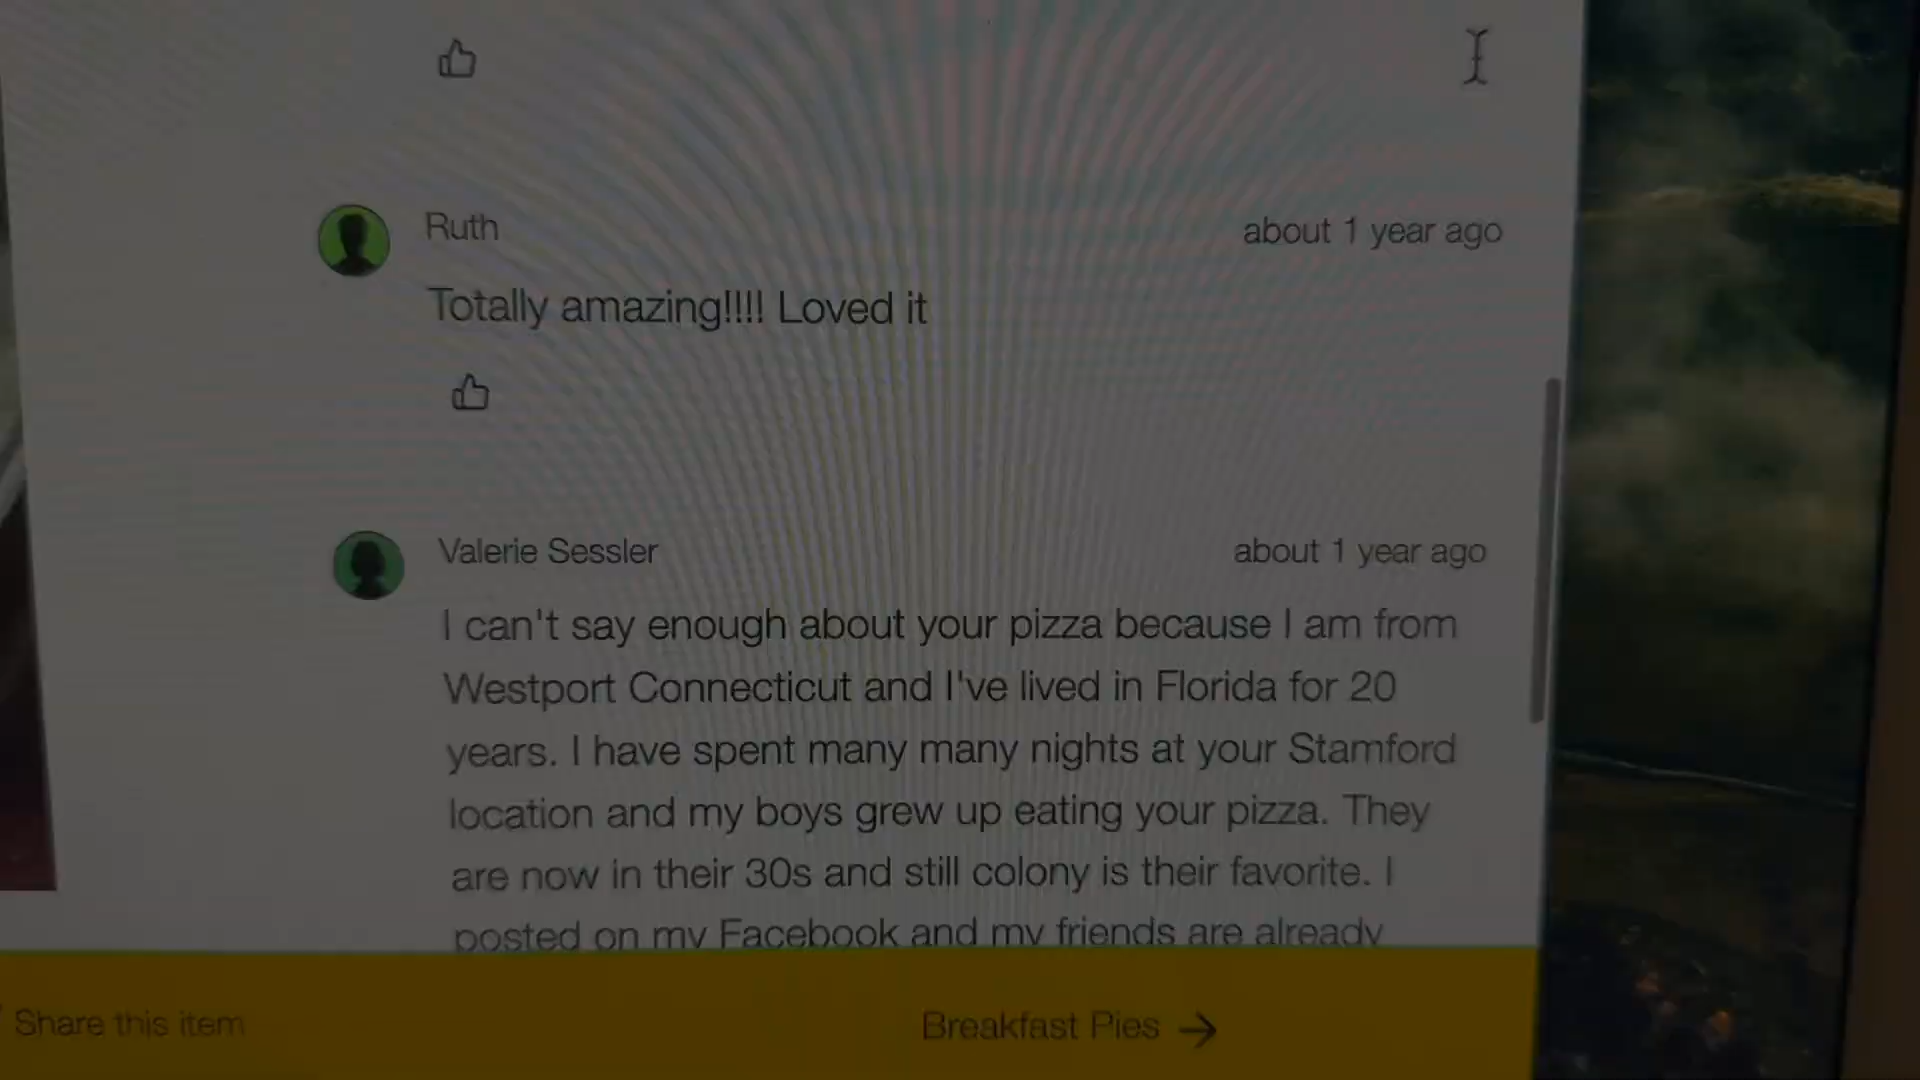 Ruth
about 1 year ago
Totally amazing!!!! Loved it
Valerie Sessler
about 1 year ago
I can't say enough about your pizza because I am from
Westport Connecticut and I've lived in Florida for 20
years. I have spent many many nights at your Stamford
location and my boys grew up eating your pizza. They
are now in their 30s and still colony is their favorite. I
posted on my Facebook and my friends are already
Share this item
Breakfast Pies →